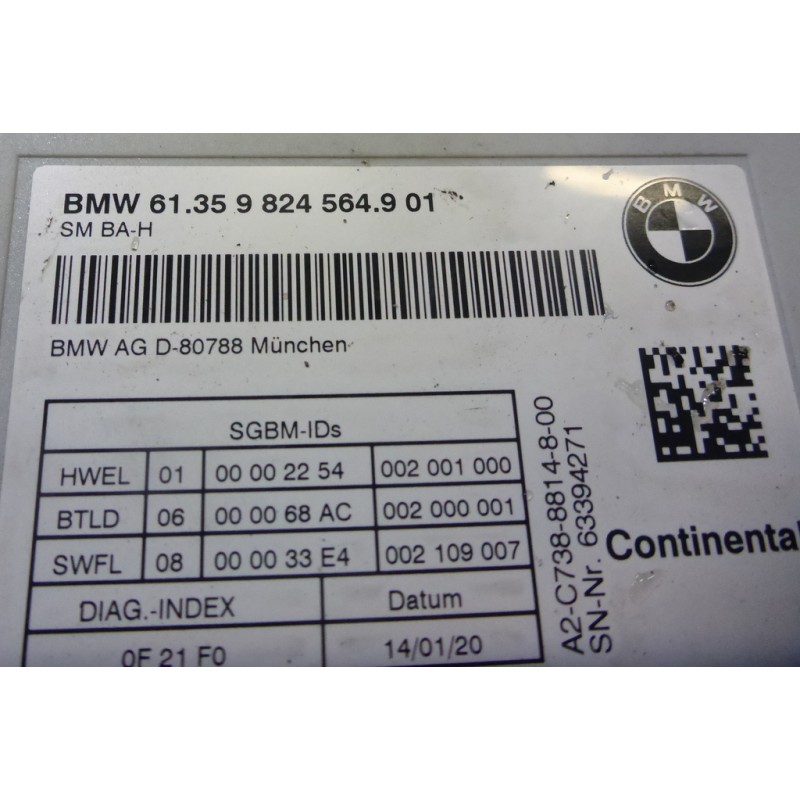 BMW 61.35 9 824 564.9 01
SM BA-H
BMW
BMW AG D-80788 München
SGBM-IDs
HWEL 01 00 00 22 54 002 001 000
BTLD 06 00 00 68 AC 002 000 001
SWFL 08 00 00 33 E4 002 109 007
DIAG.-INDEX Datum
0F 21 F0 14/01/20
A2-C738-8814-8-00
SN-Nr. 63394271
Continental